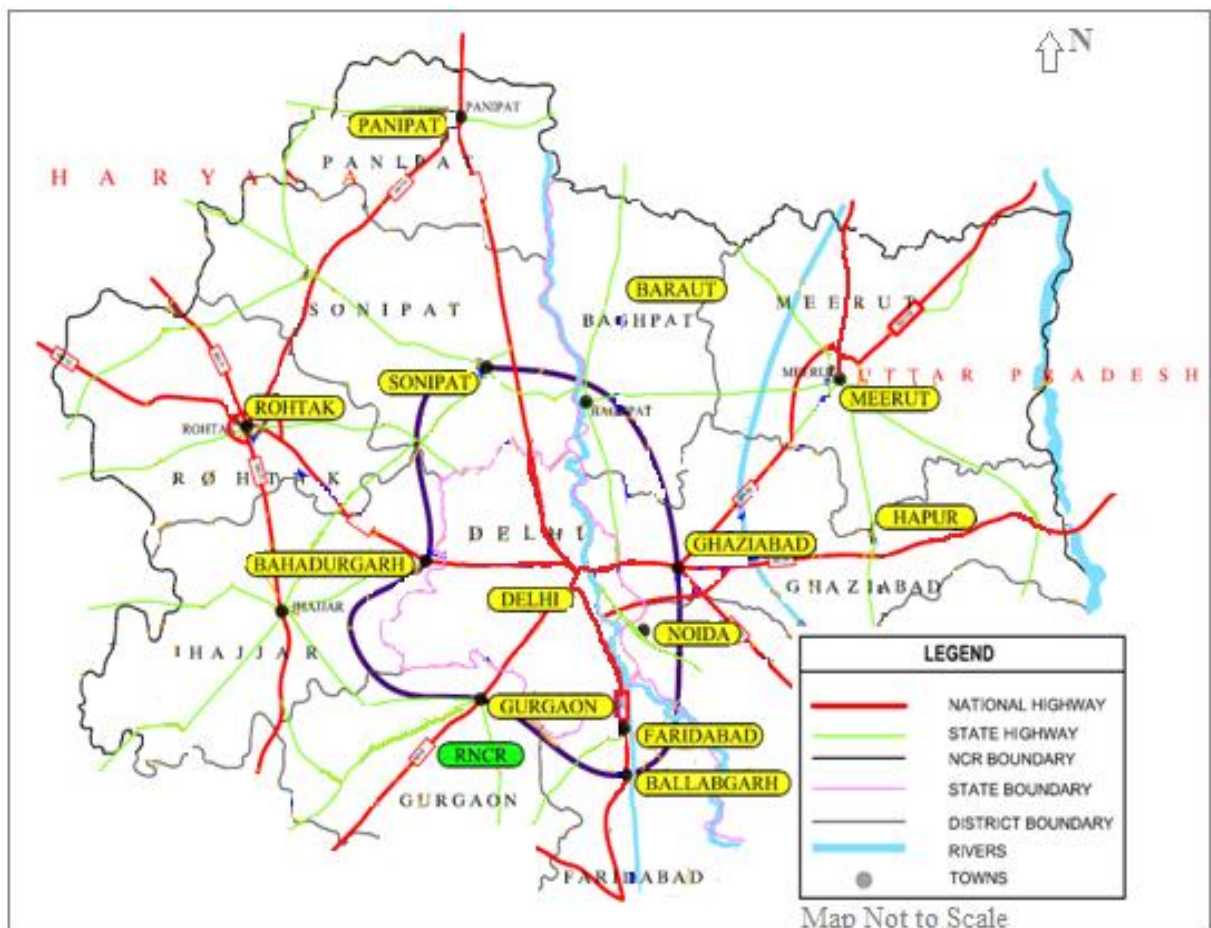 N
PANIPAT
PANIPAT
PANIPAT
HARYANA
SONIPAT
BARAUT
BAGHPAT
MEERUT
MEERUT
UTTAR PRADESH
SONIPAT
MEERUT
ROHTAK
BAGHPAT
ROHTAK
ROHTAK
DELHI
HAPUR
GHAZIABAD
BAHADURGARH
GHAZIABAD
DELHI
JHAJJAR
NOIDA
JHAJJAR
GURGAON
FARIDABAD
RNCR
BALLABGARH
GURGAON
FARIDABAD
LEGEND
NATIONAL HIGHWAY
STATE HIGHWAY
NCR BOUNDARY
STATE BOUNDARY
DISTRICT BOUNDARY
RIVERS
TOWNS
Map Not to Scale